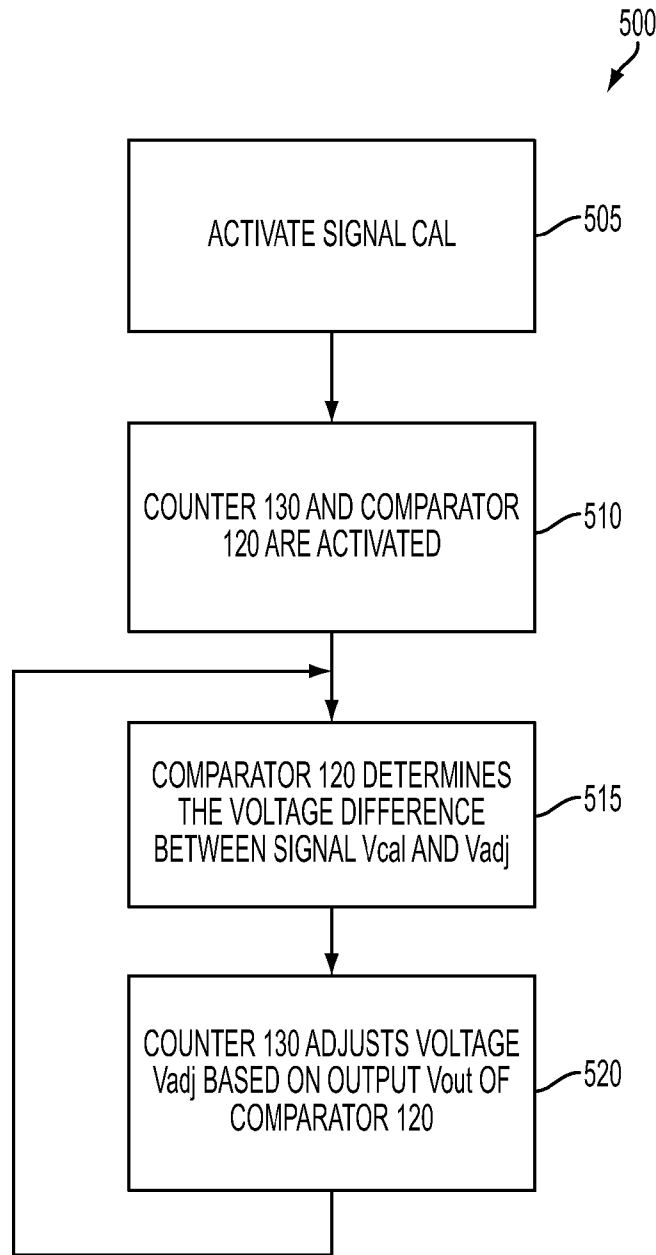 500
ACTIVATE SIGNAL CAL
505
COUNTER 130 AND COMPARATOR
120 ARE ACTIVATED
510
COMPARATOR 120 DETERMINES
THE VOLTAGE DIFFERENCE
BETWEEN SIGNAL Vcal AND Vadj
515
COUNTER 130 ADJUSTS VOLTAGE
Vadj BASED ON OUTPUT Vout OF
COMPARATOR 120
520